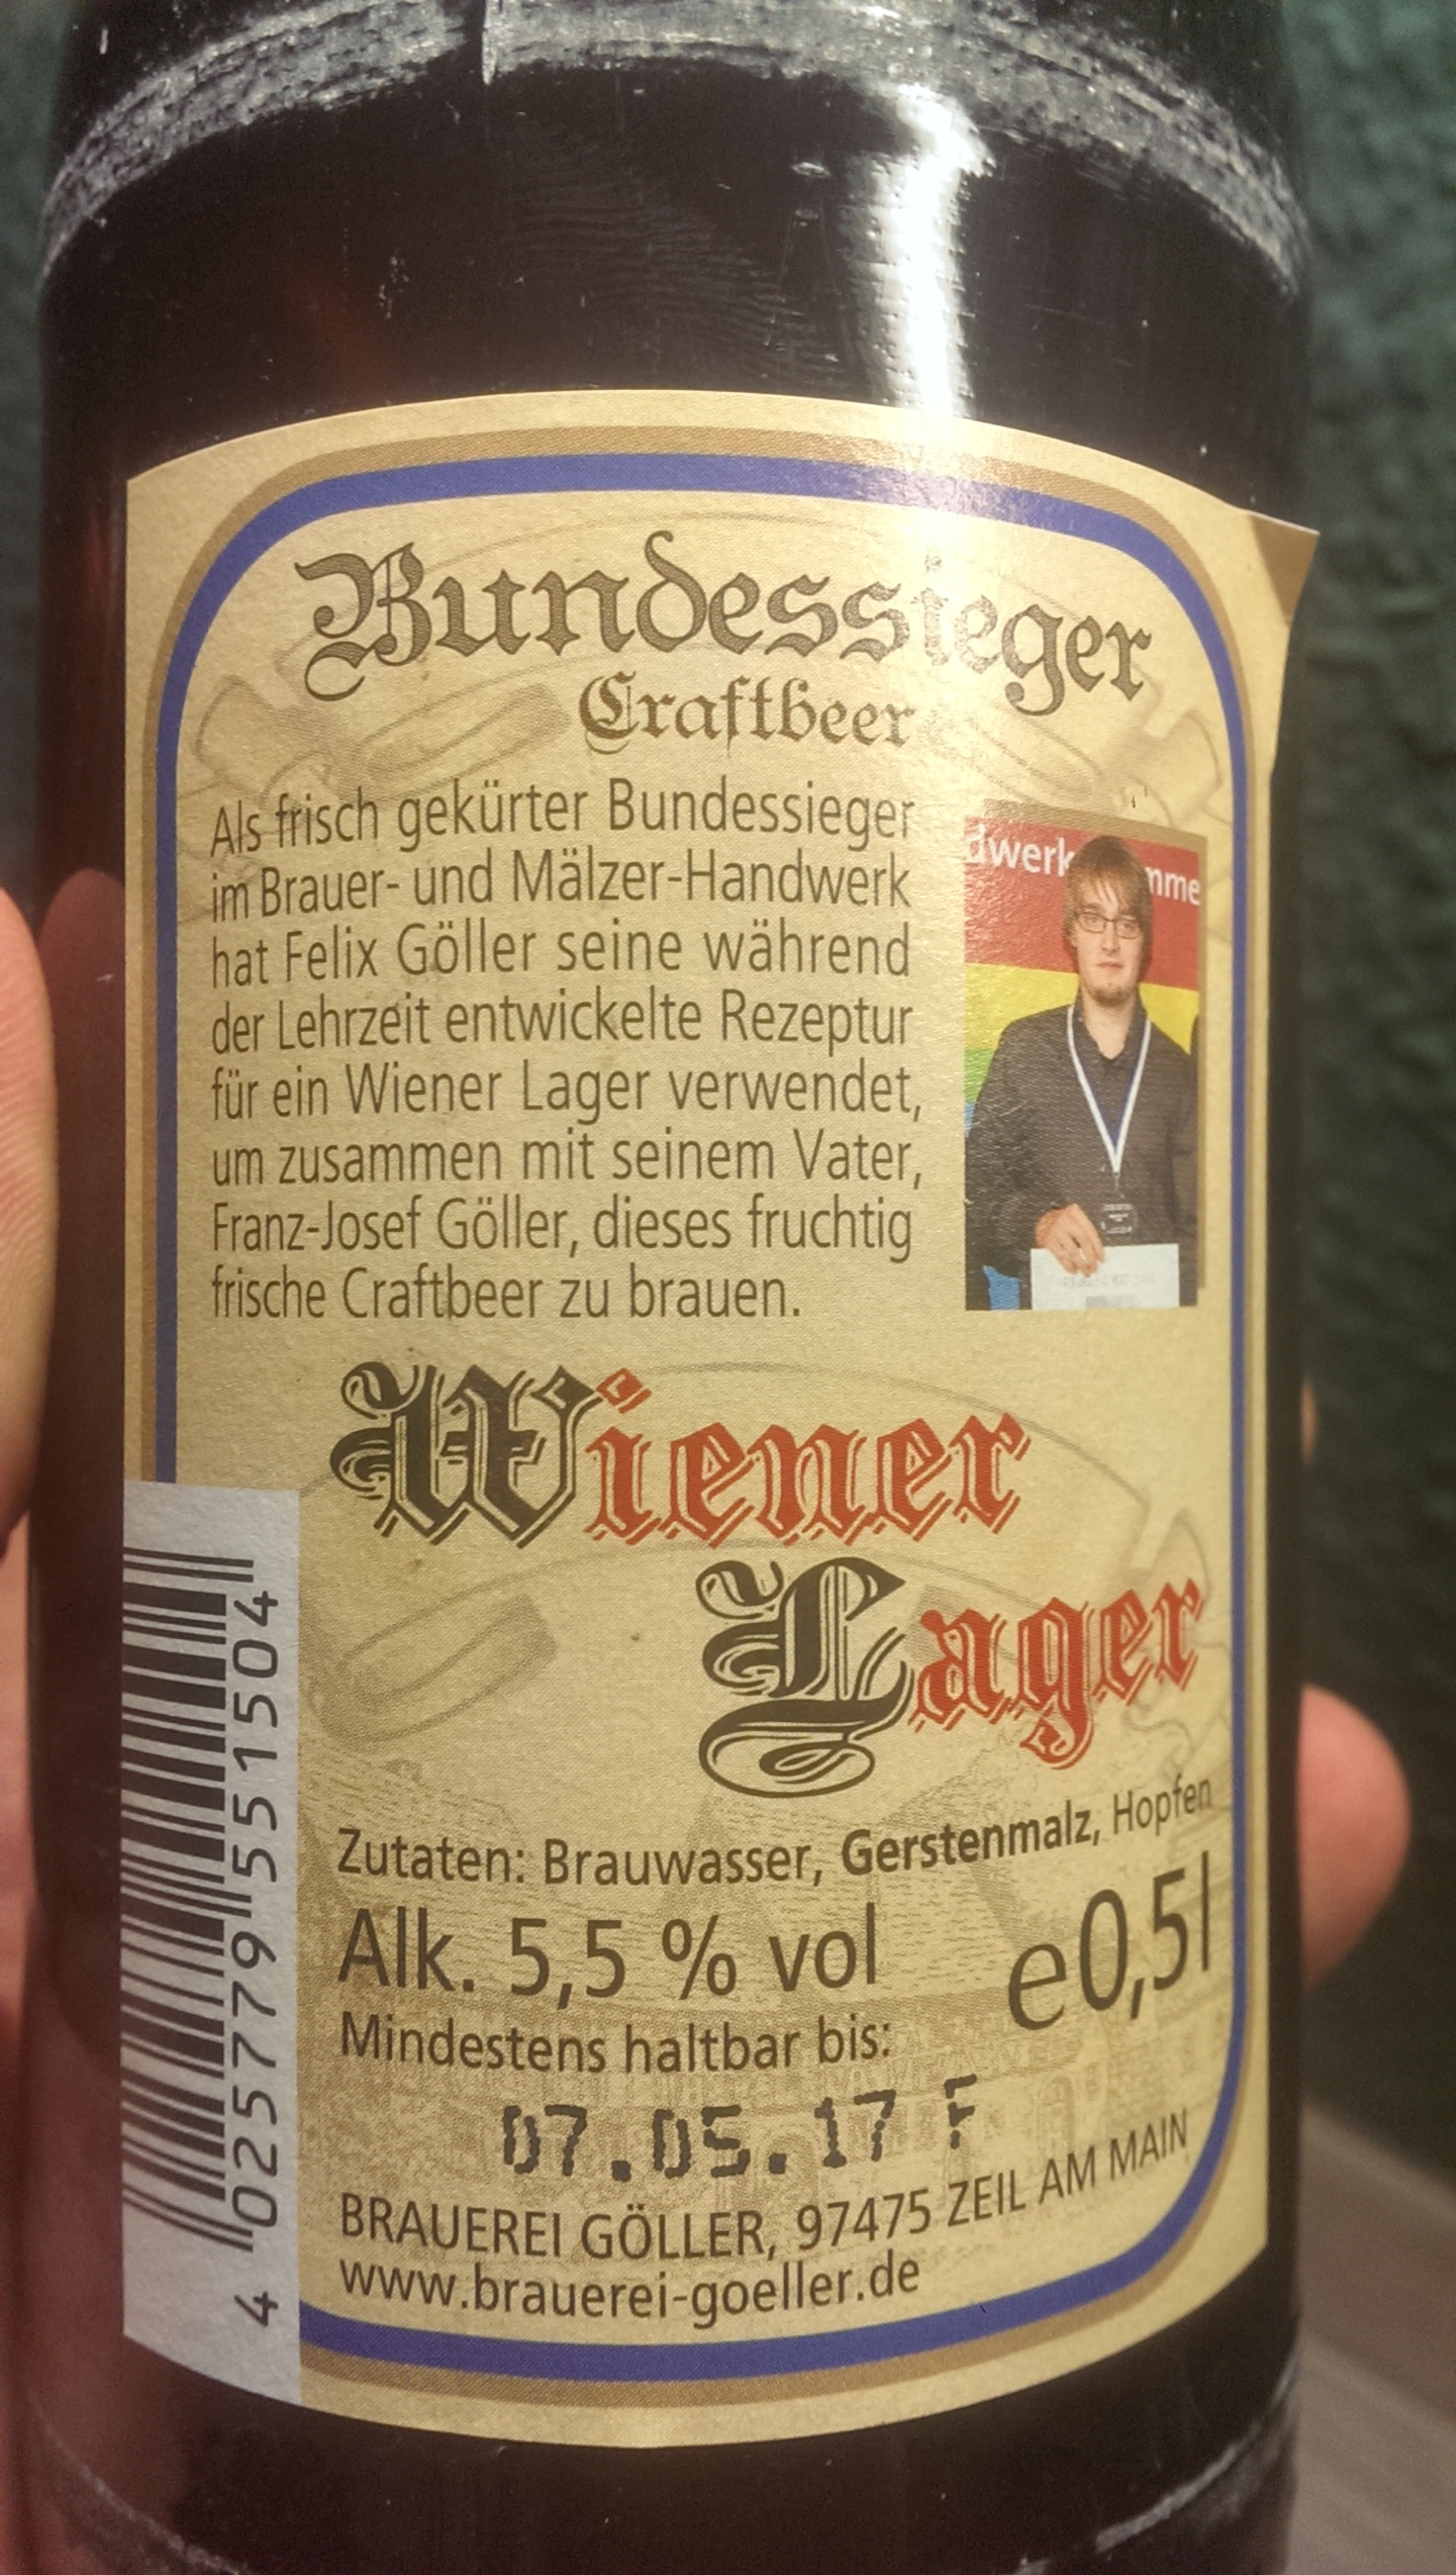 Bundessieger
Craftbeer
Als frisch gekürter Bundessieger
im Brauer- und Mälzer-Handwerk
hat Felix Göller seine während
der Lehrzeit entwickelte Rezeptur
für ein Wiener Lager verwendet,
um zusammen mit seinem Vater,
Franz-Josef Göller, dieses fruchtig
frische Craftbeer zu brauen.
dwerk mme
Wiener
Lager
Zutaten: Brauwasser, Gerstenmalz, Hopfen
Alk. 5,5 % vol
e 0,5l
Mindestens haltbar bis:
07.05.17 F
BRAUEREI GÖLLER, 97475 ZEIL AM MAIN
www.brauerei-goeller.de
4 025779 551504